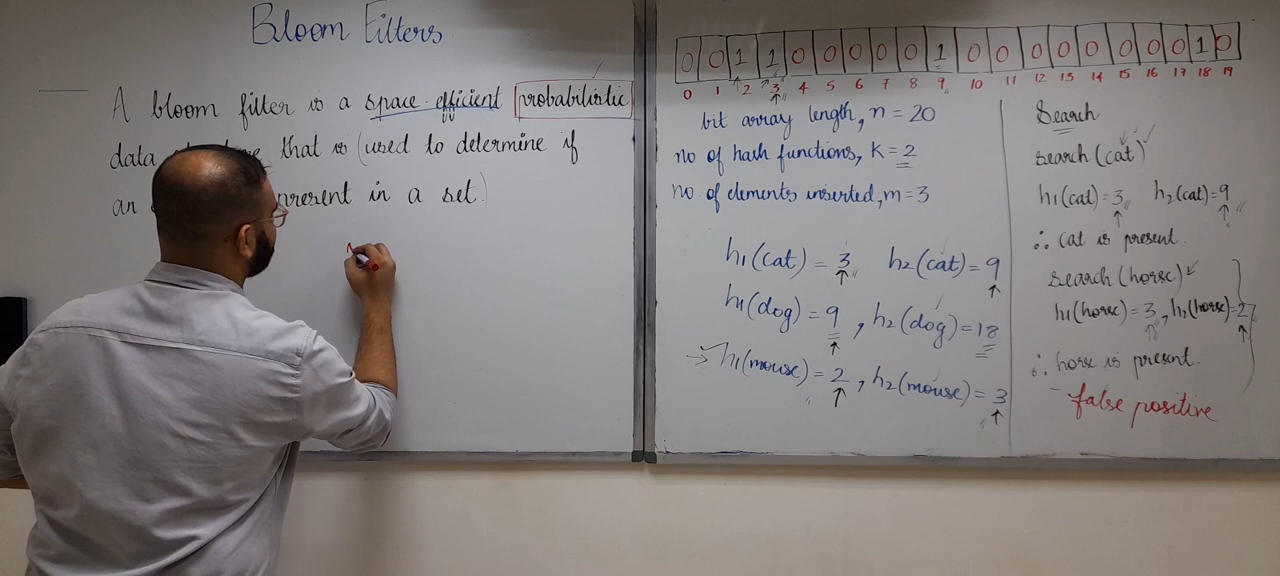 Bloom Filters
A bloom filter is a space efficient probabilistic
data that is (used to determine if
an present in a set.)
0 0 1 1 0 0 0 0 0 1 0 0 0 0 0 0 0 0 1 0
0 1 2 3 4 5 6 7 8 9 10 11 12 13 14 15 16 17 18 19
bit array length, n = 20
no of hash functions, K = 2
no of elements inserted, m = 3
h1(cat) = 3 h2(cat) = 9
h1(dog) = 9, h2(dog) = 18
→ h1(mouse) = 2, h2(mouse) = 3
Search
search(cat)
h1(cat) = 3 h2(cat) = 9
∴ cat is present.
search(horse)
h1(horse) = 3, h2(horse) = 2
∴ horse is present.
- false positive